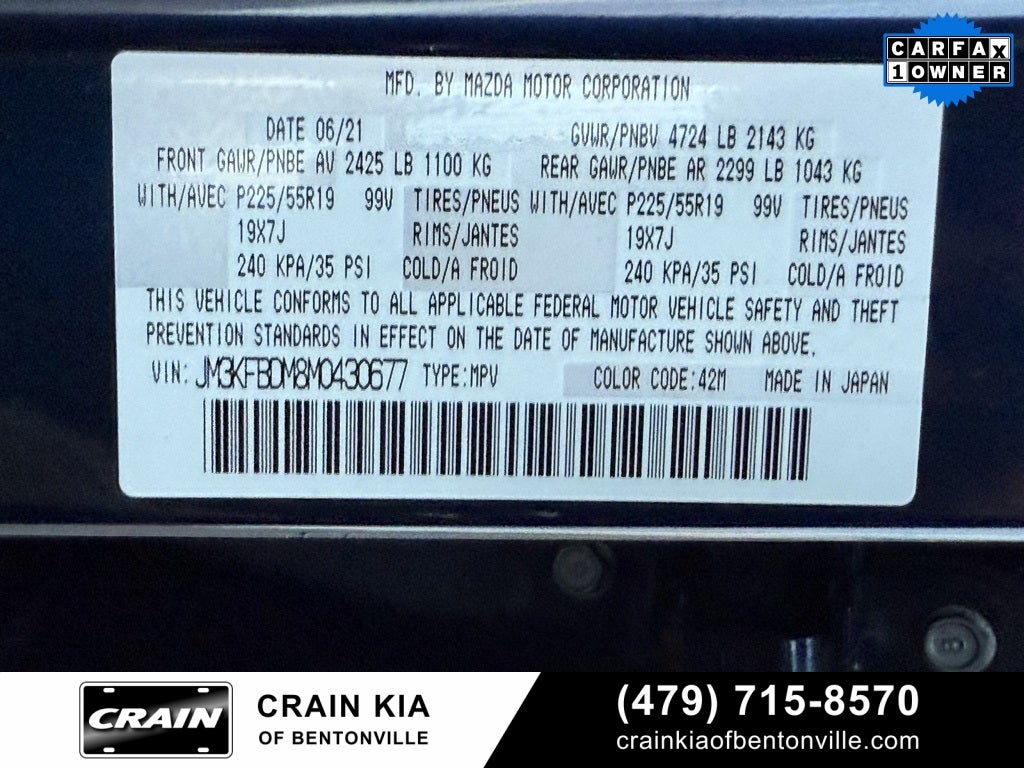 CARFAX
1 OWNER
MFD. BY MAZDA MOTOR CORPORATION
DATE 06/21 GVWR/PNBV 4724 LB 2143 KG
FRONT GAWR/PNBE AV 2425 LB 1100 KG REAR GAWR/PNBE AR 2299 LB 1043 KG
WITH/AVEC P225/55R19 99V TIRES/PNEUS WITH/AVEC P225/55R19 99V TIRES/PNEUS
19X7J RIMS/JANTES 19X7J RIMS/JANTES
240 KPA/35 PSI COLD/A FROID 240 KPA/35 PSI COLD/A FROID
THIS VEHICLE CONFORMS TO ALL APPLICABLE FEDERAL MOTOR VEHICLE SAFETY AND THEFT
PREVENTION STANDARDS IN EFFECT ON THE DATE OF MANUFACTURE SHOWN ABOVE.
VIN: JM3KFBDM8M0430677 TYPE:MPV COLOR CODE:42M MADE IN JAPAN
8
CRAIN
CRAIN KIA
OF BENTONVILLE
(479) 715-8570
crainkiaofbentonville.com